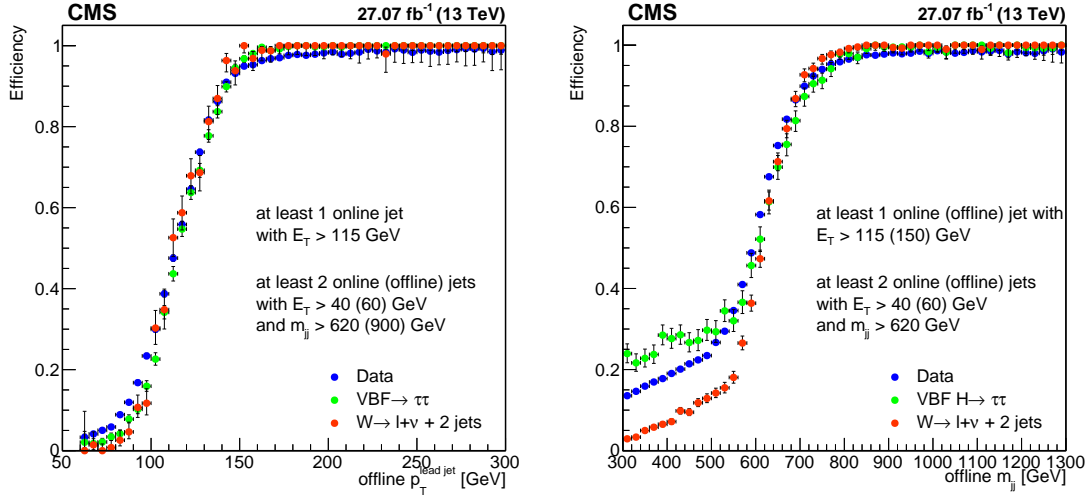 CMS
27.07 fb⁻¹ (13 TeV)
Efficiency
1
0.8
0.6
0.4
0.2
0
at least 1 online jet
with E_T > 115 GeV
at least 2 online (offline) jets
with E_T > 40 (60) GeV
and m_jj > 620 (900) GeV
Data
VBF→ ττ
W→ l+ν + 2 jets
50 100 150 200 250 300
offline p_T^lead jet [GeV]
CMS
27.07 fb⁻¹ (13 TeV)
Efficiency
1
0.8
0.6
0.4
0.2
0
at least 1 online (offline) jet with
E_T > 115 (150) GeV
at least 2 online (offline) jets
with E_T > 40 (60) GeV
and m_jj > 620 GeV
Data
VBF H→ ττ
W→ l+ν + 2 jets
300 400 500 600 700 800 900 1000 1100 1200 1300
offline m_jj [GeV]